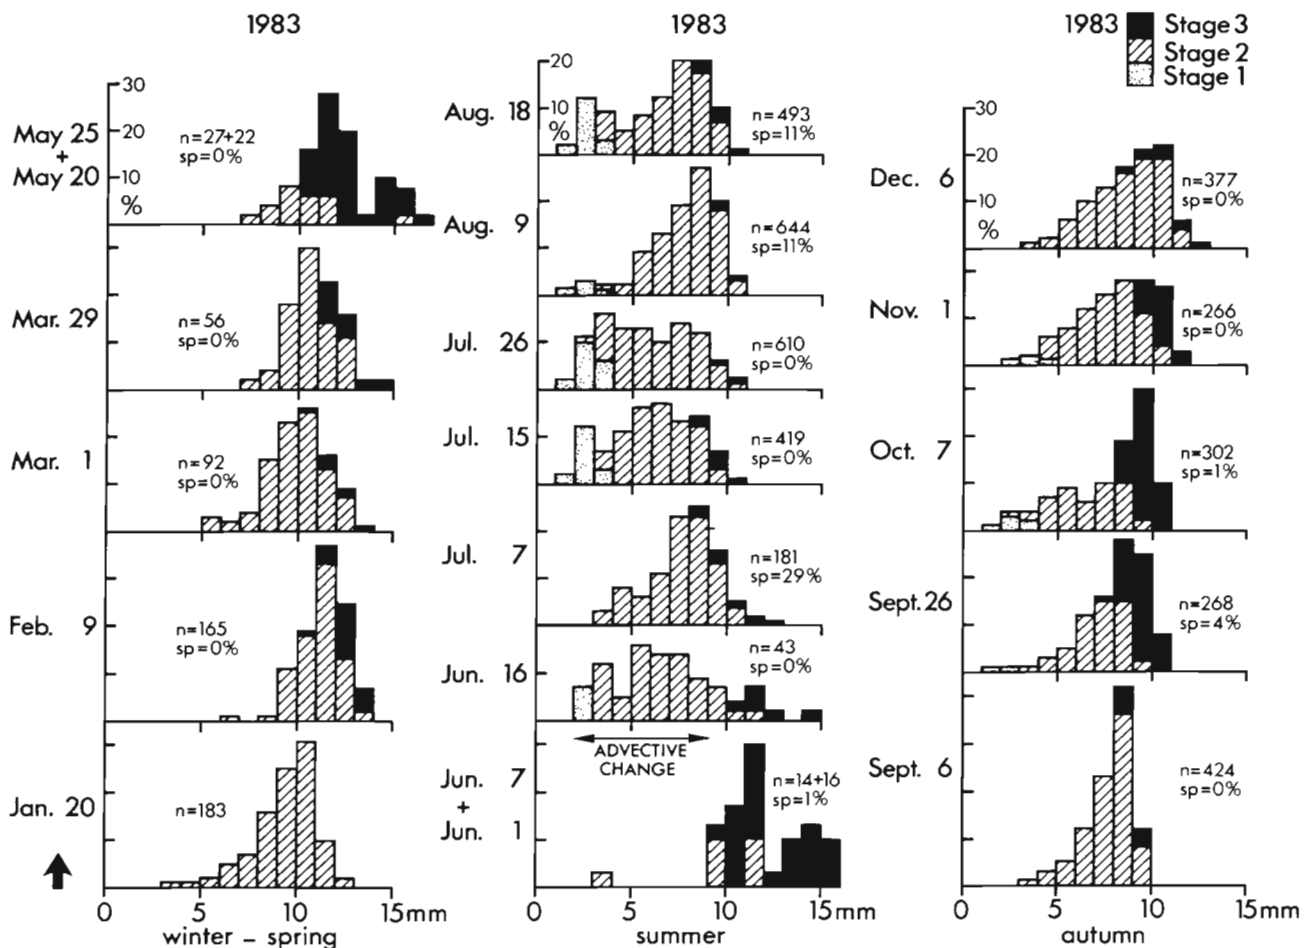 1983
30
20
10
%
May 25
+
May 20
n=27+22
sp=0%
Mar. 29
n=56
sp=0%
Mar. 1
n=92
sp=0%
Feb. 9
n=165
sp=0%
Jan. 20
n=183
0 5 10 15mm
winter – spring
1983
20
10
%
Aug. 18
n=493
sp=11%
Aug. 9
n=644
sp=11%
Jul. 26
n=610
sp=0%
Jul. 15
n=419
sp=0%
Jul. 7
n=181
sp=29%
Jun. 16
n=43
sp=0%
ADVECTIVE
CHANGE
Jun. 7
+
Jun. 1
n=14+16
sp=1%
0 5 10 15mm
summer
1983
Stage 3
Stage 2
Stage 1
30
20
10
%
Dec. 6
n=377
sp=0%
Nov. 1
n=266
sp=0%
Oct. 7
n=302
sp=1%
Sept. 26
n=268
sp=4%
Sept. 6
n=424
sp=0%
0 5 10 15mm
autumn